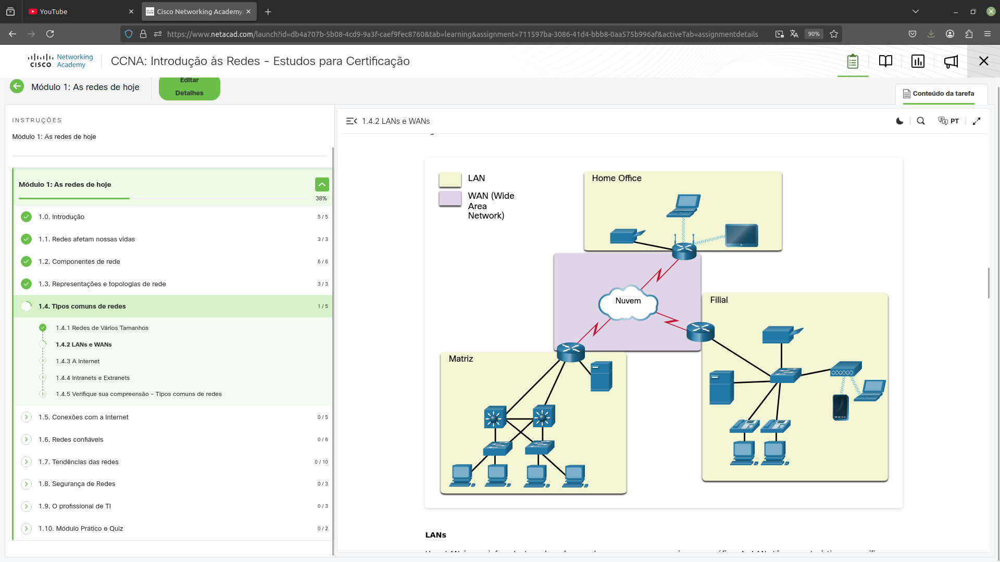 YouTube
Cisco Networking Academy
https://www.netacad.com/launch?id=db4a707b-5b08-4cd9-9a3f-caef9fec8760&tab=learning&assignment=711597ba-3086-41d4-bbb8-0aa575b996af&activeTab=assignmentdetails
90%
CISCO
Networking
Academy
CCNA: Introdução às Redes - Estudos para Certificação
Módulo 1: As redes de hoje
Editar
Detalhes
Conteúdo da tarefa
INSTRUÇÕES
Módulo 1: As redes de hoje
Módulo 1: As redes de hoje
38%
1.0. Introdução 5 / 5
1.1. Redes afetam nossas vidas 3 / 3
1.2. Componentes de rede 6 / 6
1.3. Representações e topologias de rede 3 / 3
1.4. Tipos comuns de redes 1 / 5
1.4.1 Redes de Vários Tamanhos
1.4.2 LANs e WANs
1.4.3 A Internet
1.4.4 Intranets e Extranets
1.4.5 Verifique sua compreensão - Tipos comuns de redes
1.5. Conexões com a Internet 0 / 5
1.6. Redes confiáveis 0 / 6
1.7. Tendências das redes 0 / 10
1.8. Segurança de Redes 0 / 3
1.9. O profissional de TI 0 / 3
1.10. Módulo Prático e Quiz 0 / 2
1.4.2 LANs e WANs
PT
LAN
WAN (Wide
Area
Network)
Home Office
Nuvem
Filial
Matriz
IP
IP
LANs